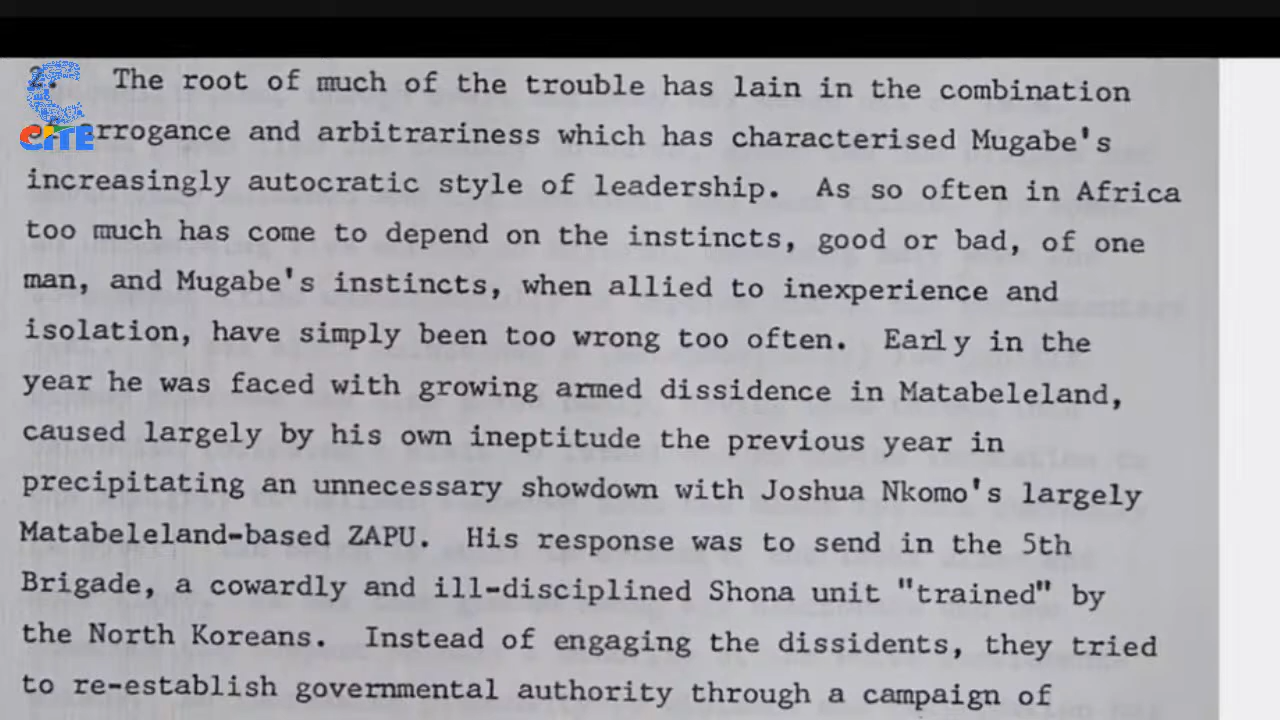 2. The root of much of the trouble has lain in the combination
of arrogance and arbitrariness which has characterised Mugabe's
increasingly autocratic style of leadership. As so often in Africa
too much has come to depend on the instincts, good or bad, of one
man, and Mugabe's instincts, when allied to inexperience and
isolation, have simply been too wrong too often. Early in the
year he was faced with growing armed dissidence in Matabeleland,
caused largely by his own ineptitude the previous year in
precipitating an unnecessary showdown with Joshua Nkomo's largely
Matabeleland-based ZAPU. His response was to send in the 5th
Brigade, a cowardly and ill-disciplined Shona unit "trained" by
the North Koreans. Instead of engaging the dissidents, they tried
to re-establish governmental authority through a campaign of
C
CITE